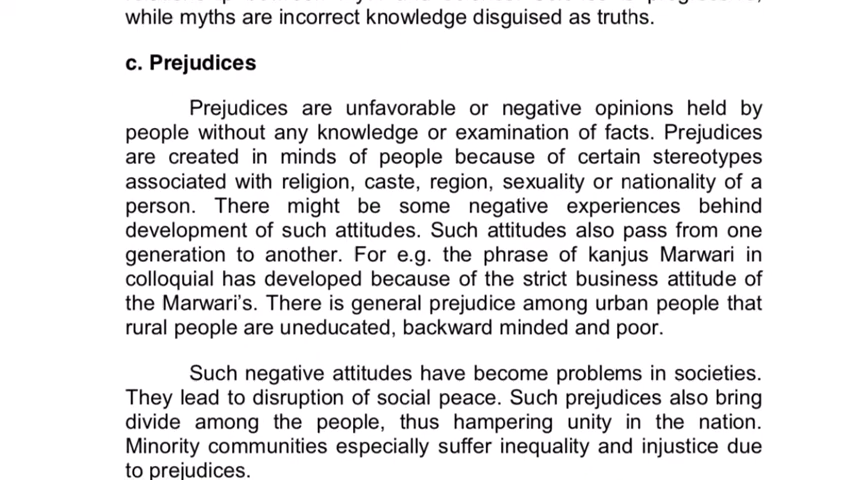 while myths are incorrect knowledge disguised as truths.
c. Prejudices
Prejudices are unfavorable or negative opinions held by
people without any knowledge or examination of facts. Prejudices
are created in minds of people because of certain stereotypes
associated with religion, caste, region, sexuality or nationality of a
person. There might be some negative experiences behind
development of such attitudes. Such attitudes also pass from one
generation to another. For e.g. the phrase of kanjus Marwari in
colloquial has developed because of the strict business attitude of
the Marwari's. There is general prejudice among urban people that
rural people are uneducated, backward minded and poor.
Such negative attitudes have become problems in societies.
They lead to disruption of social peace. Such prejudices also bring
divide among the people, thus hampering unity in the nation.
Minority communities especially suffer inequality and injustice due
to prejudices.